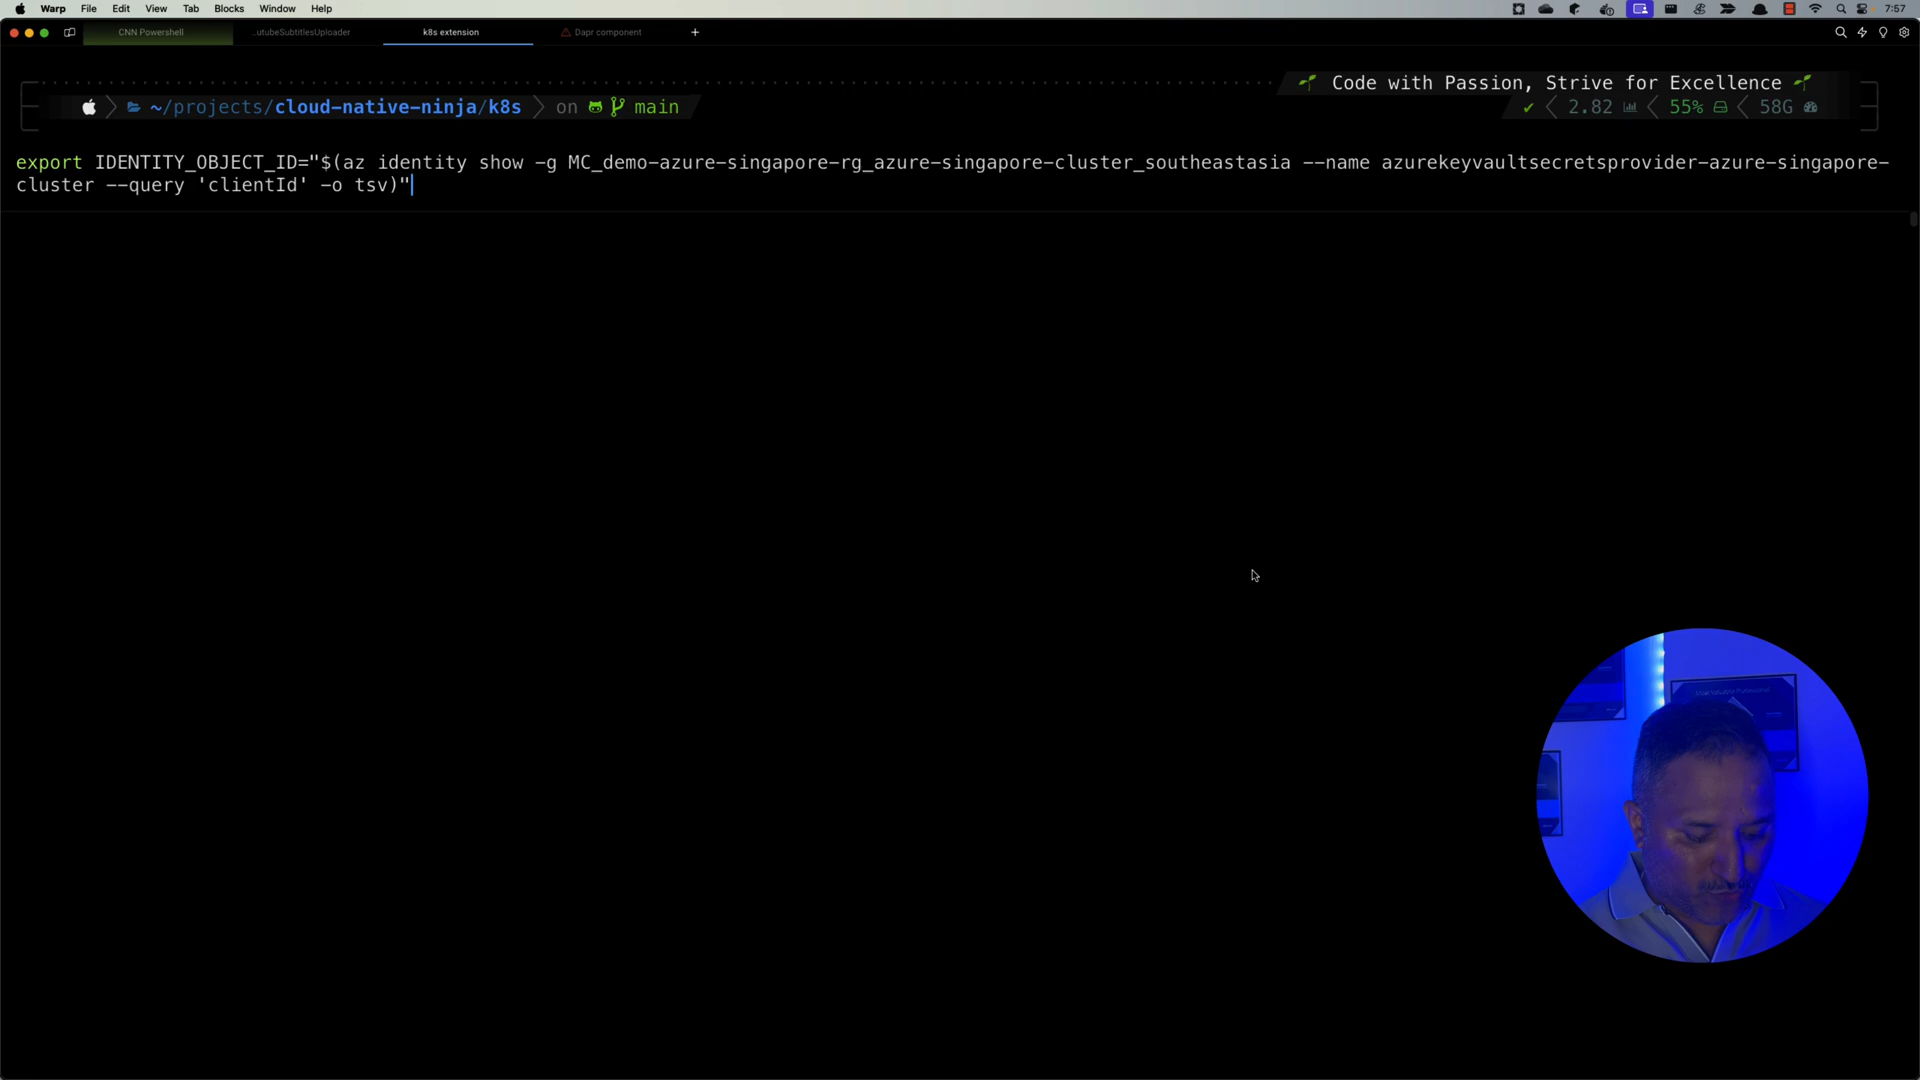 Warp File Edit View Tab Blocks Window Help 7:57
CNN Powershell ..utubeSubtitlesUploader k8s extension Dapr component +
Code with Passion, Strive for Excellence
~/projects/cloud-native-ninja/k8s on main ✔ 2.82 55% 58G
export IDENTITY_OBJECT_ID="$(az identity show -g MC_demo-azure-singapore-rg_azure-singapore-cluster_southeastasia --name azurekeyvaultsecretsprovider-azure-singapore-
cluster --query 'clientId' -o tsv)"